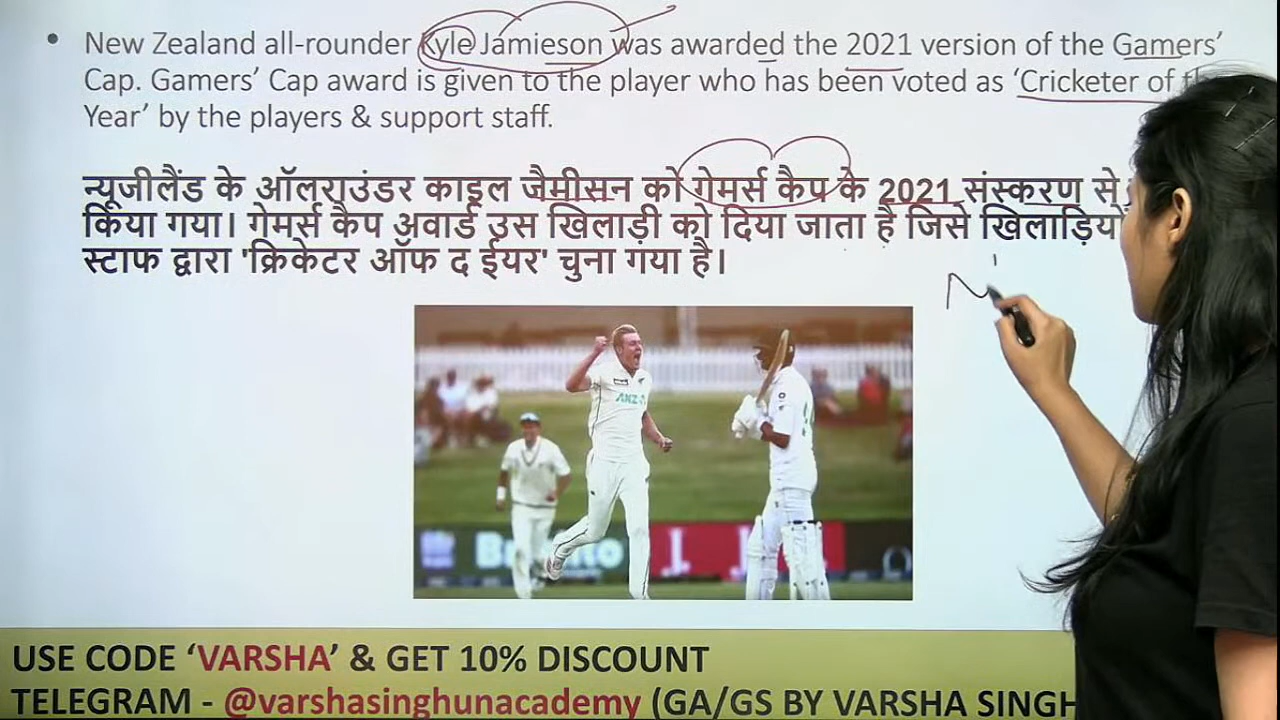 New Zealand all-rounder Kyle Jamieson was awarded the 2021 version of the Gamers'
Cap. Gamers' Cap award is given to the player who has been voted as 'Cricketer of
Year' by the players & support staff.
न्यूजीलैंड के ऑलराउंडर काइल जैमीसन को गेमर्स कैप के 2021 संस्करण से
किया गया। गेमर्स कैप अवार्ड उस खिलाड़ी को दिया जाता है जिसे
स्टाफ द्वारा 'क्रिकेटर ऑफ द ईयर' चुना गया है।
ANZ
USE CODE 'VARSHA' & GET 10% DISCOUNT
TELEGRAM - @varshasinghunacademy (GA/GS BY VARSHA SINGH